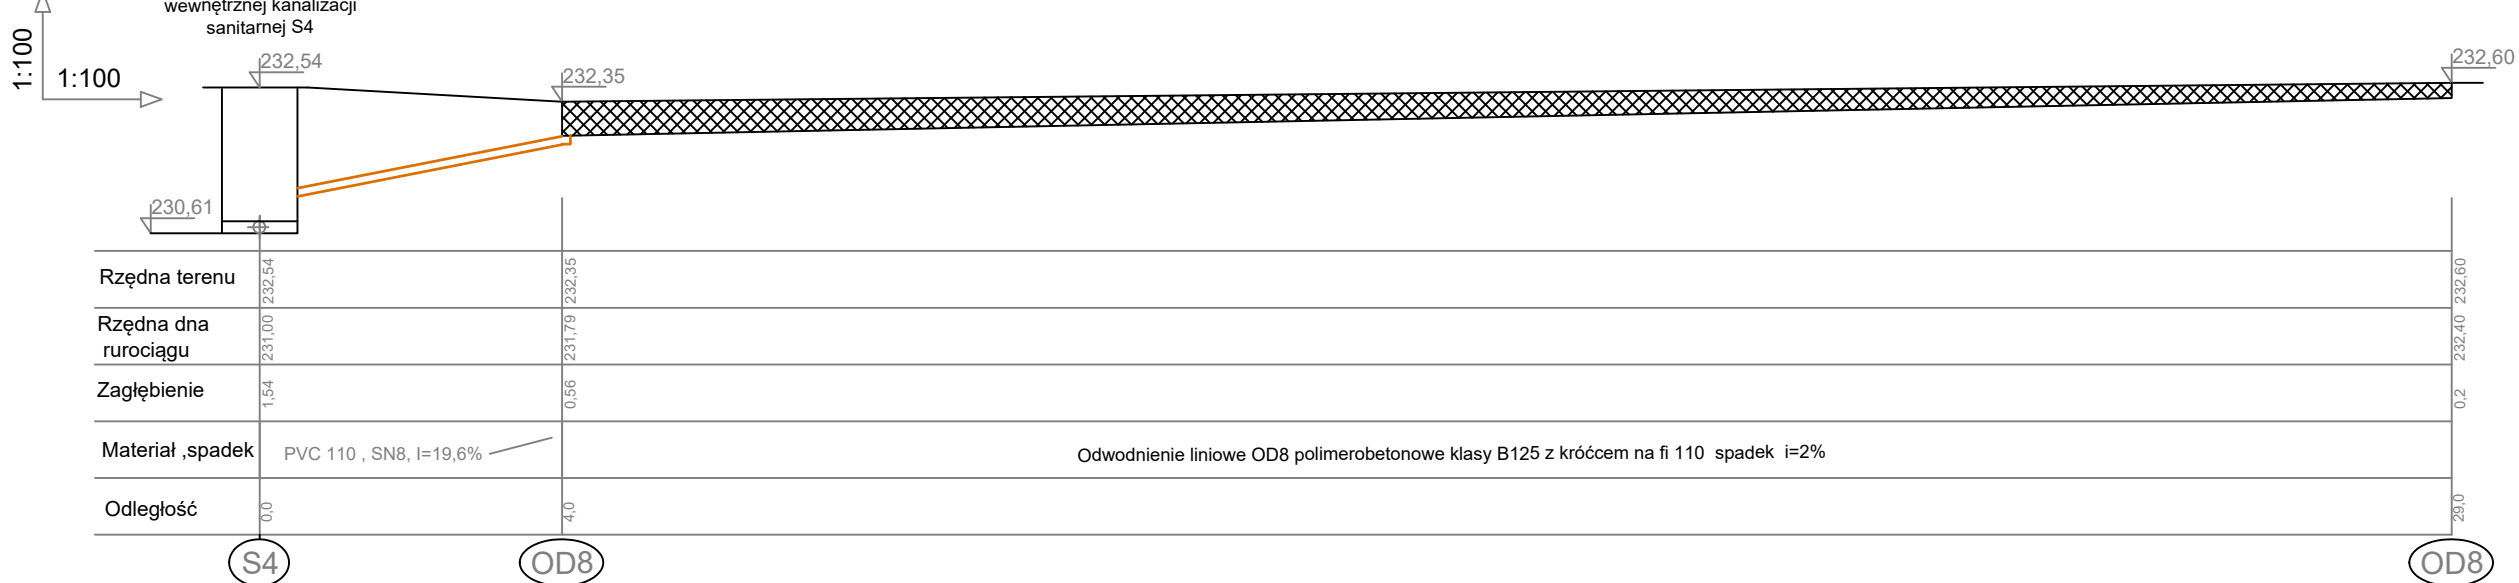 wewnętrznej kanalizacji
sanitarnej S4
1:100
1:100
232,54
232,35
232,60
230,61
Rzędna terenu
232,54
232,35
232,60
Rzędna dna
rurociągu
231,00
231,79
232,40
Zagłębienie
1,54
0,56
0,2
Materiał ,spadek
PVC 110 , SN8, I=19,6%
Odwodnienie liniowe OD8 polimerobetonowe klasy B125 z króćcem na fi 110 spadek i=2%
Odległość
0,0
4,0
29,0
S4
OD8
OD8